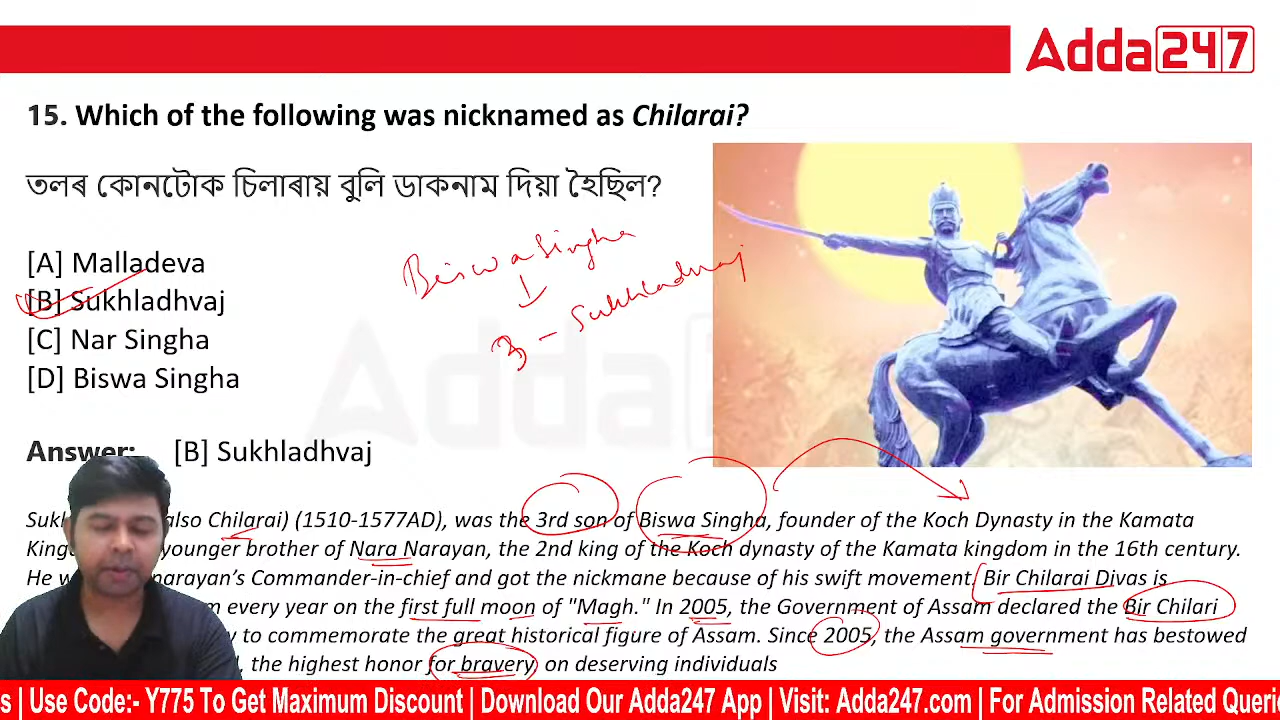 Adda247
15. Which of the following was nicknamed as Chilarai?
তলৰ কোনটোক চিলাৰায় বুলি ডাকনাম দিয়া হৈছিল?
Biswa Singha
3 - Sukhladhvaj
[A] Malladeva
[B] Sukhladhvaj
[C] Nar Singha
[D] Biswa Singha
Adda247
Answer: [B] Sukhladhvaj
Sukh also Chilarai) (1510-1577AD), was the 3rd son of Biswa Singha, founder of the Koch Dynasty in the Kamata
King younger brother of Nara Narayan, the 2nd king of the Koch dynasty of the Kamata kingdom in the 16th century.
He w narayan's Commander-in-chief and got the nickmane because of his swift movement. Bir Chilarai Divas is
every year on the first full moon of "Magh." In 2005, the Government of Assam declared the Bir Chilari
to commemorate the great historical figure of Assam. Since 2005, the Assam government has bestowed
, the highest honor for bravery, on deserving individuals
s | Use Code:- Y775 To Get Maximum Discount | Download Our Adda247 App | Visit: Adda247.com | For Admission Related Queri